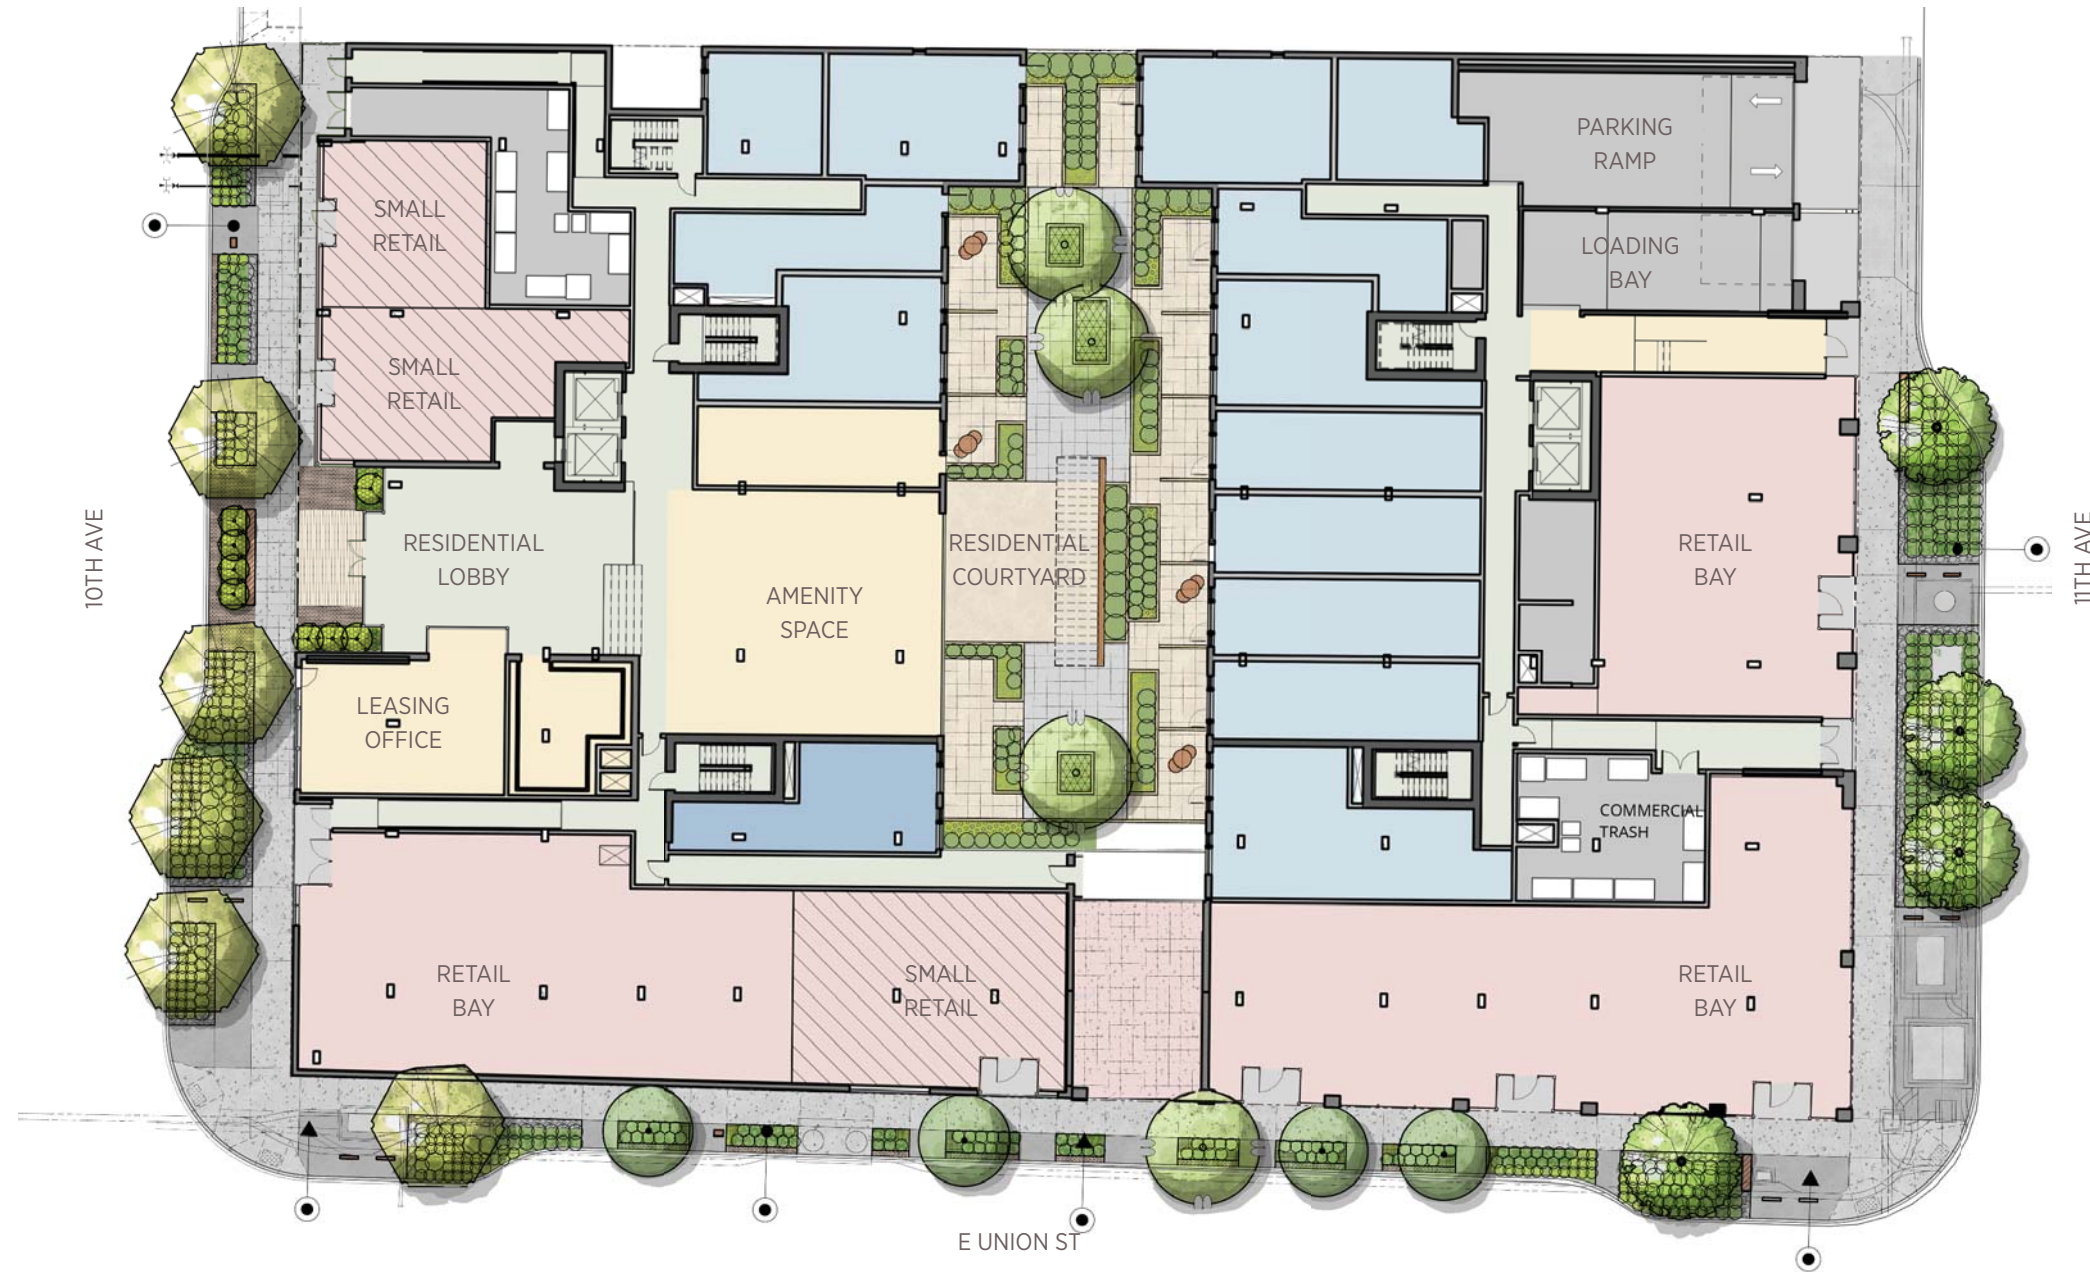 PARKING
RAMP
SMALL
RETAIL
LOADING
BAY
SMALL
RETAIL
10TH AVE
RESIDENTIAL
LOBBY
AMENITY
SPACE
RESIDENTIAL
COURTYARD
RETAIL
BAY
11TH AVE
LEASING
OFFICE
COMMERCIAL
TRASH
RETAIL
BAY
SMALL
RETAIL
RETAIL
BAY
E UNION ST